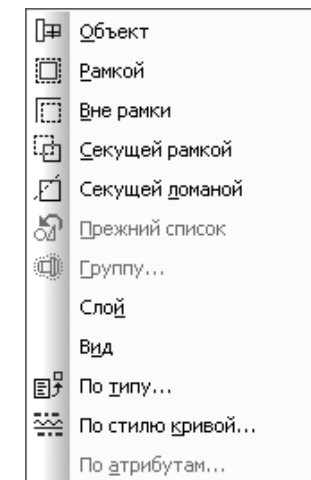 Объект
Рамкой
Вне рамки
Секущей рамкой
Секущей ломаной
Прежний список
Группу...
Слой
Вид
По типу...
По стилю кривой...
По атрибутам...